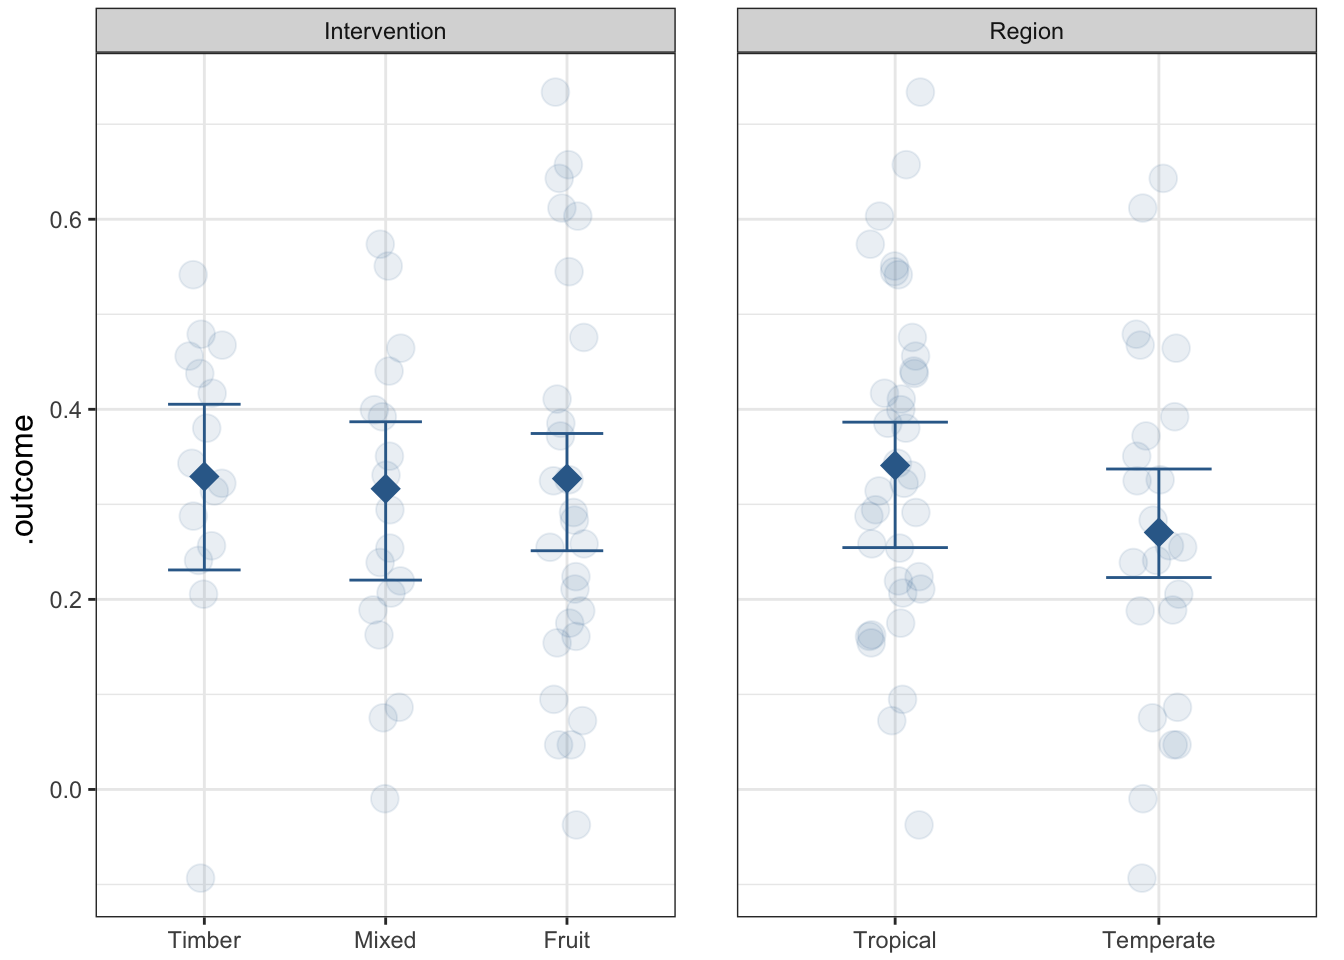 Intervention
Region
.outcome
0.6
0.4
0.2
0.0
Timber
Mixed
Fruit
Tropical
Temperate